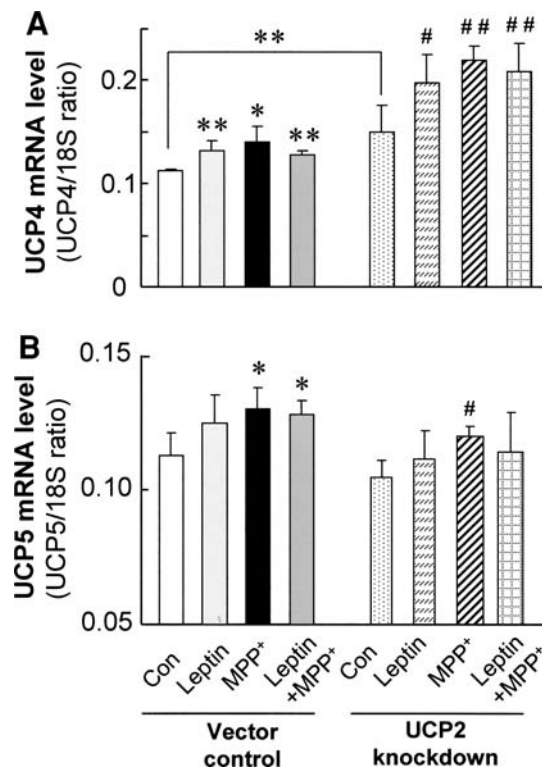 A
UCP4 mRNA level
(UCP4/18S ratio)
0.2
0.1
0
**
**
*
**
#
##
##
B
UCP5 mRNA level
(UCP5/18S ratio)
0.15
0.10
0.05
*
*
#
Con
Leptin
MPP+
Leptin
+MPP+
Con
Leptin
MPP+
Leptin
+MPP+
Vector
control
UCP2
knockdown